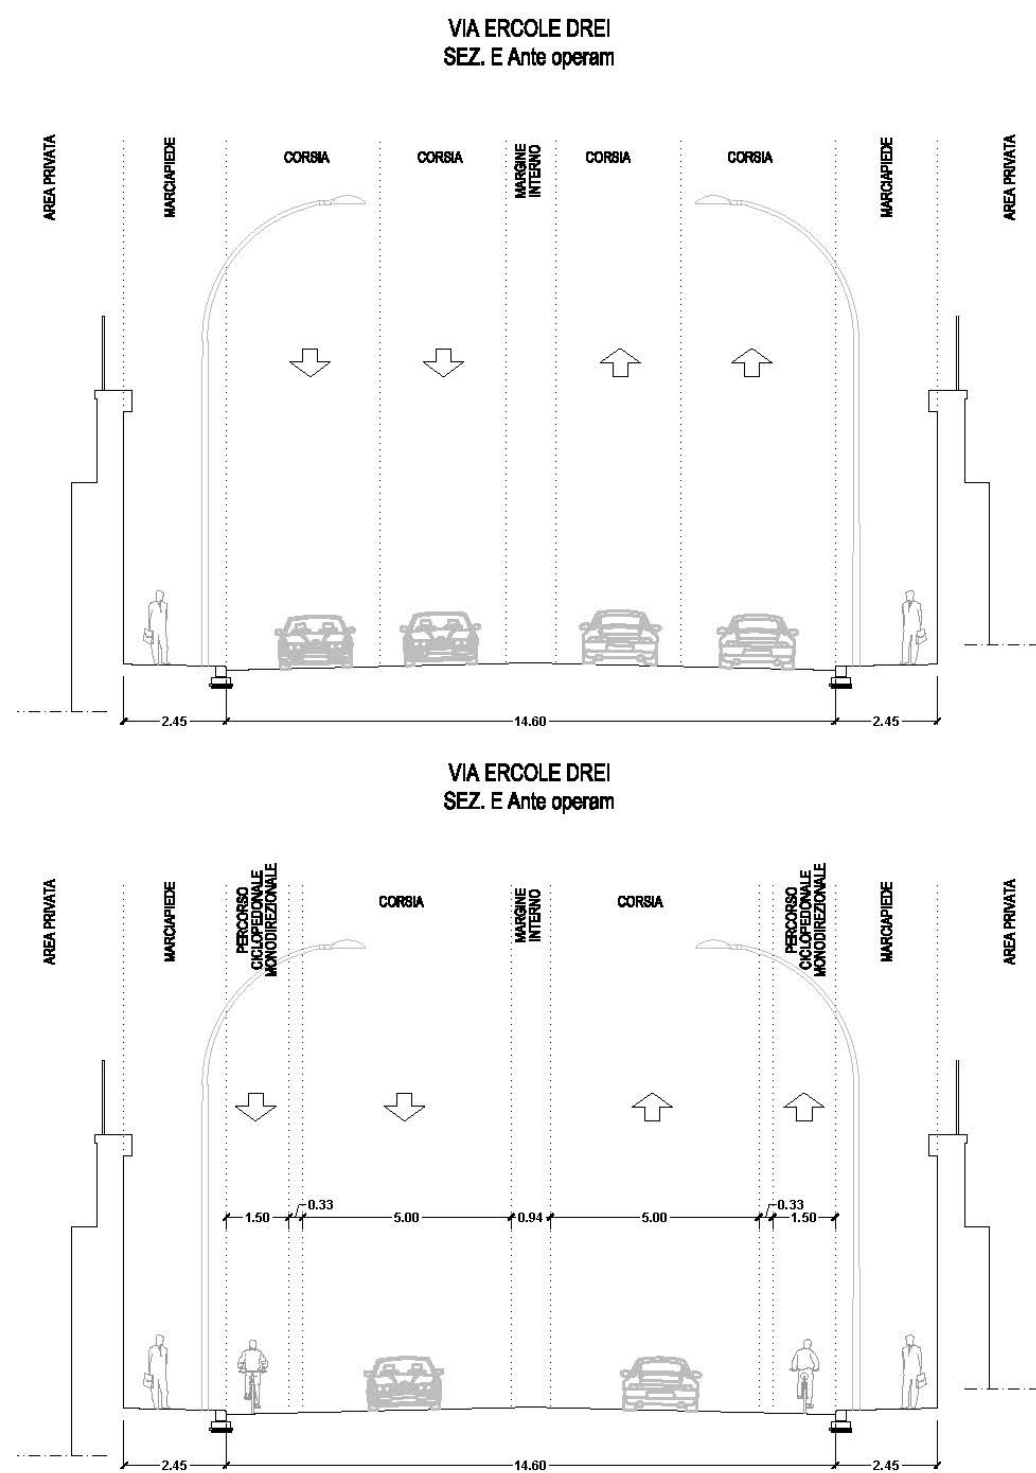 VIA ERCOLE DREI
SEZ. E Ante operam
AREA PRIVATA
MARCIAPIEDE
CORSIA
CORSIA
MARGINE
INTERNO
CORSIA
CORSIA
MARCIAPIEDE
AREA PRIVATA
2.45
14.60
2.45
VIA ERCOLE DREI
SEZ. E Ante operam
AREA PRIVATA
MARCIAPIEDE
PERCORSO
CICLOPEDONALE
MONODIREZIONALE
CORSIA
MARGINE
INTERNO
CORSIA
PERCORSO
CICLOPEDONALE
MONODIREZIONALE
MARCIAPIEDE
AREA PRIVATA
1.50
0.33
5.00
0.94
5.00
0.33
1.50
2.45
14.60
2.45